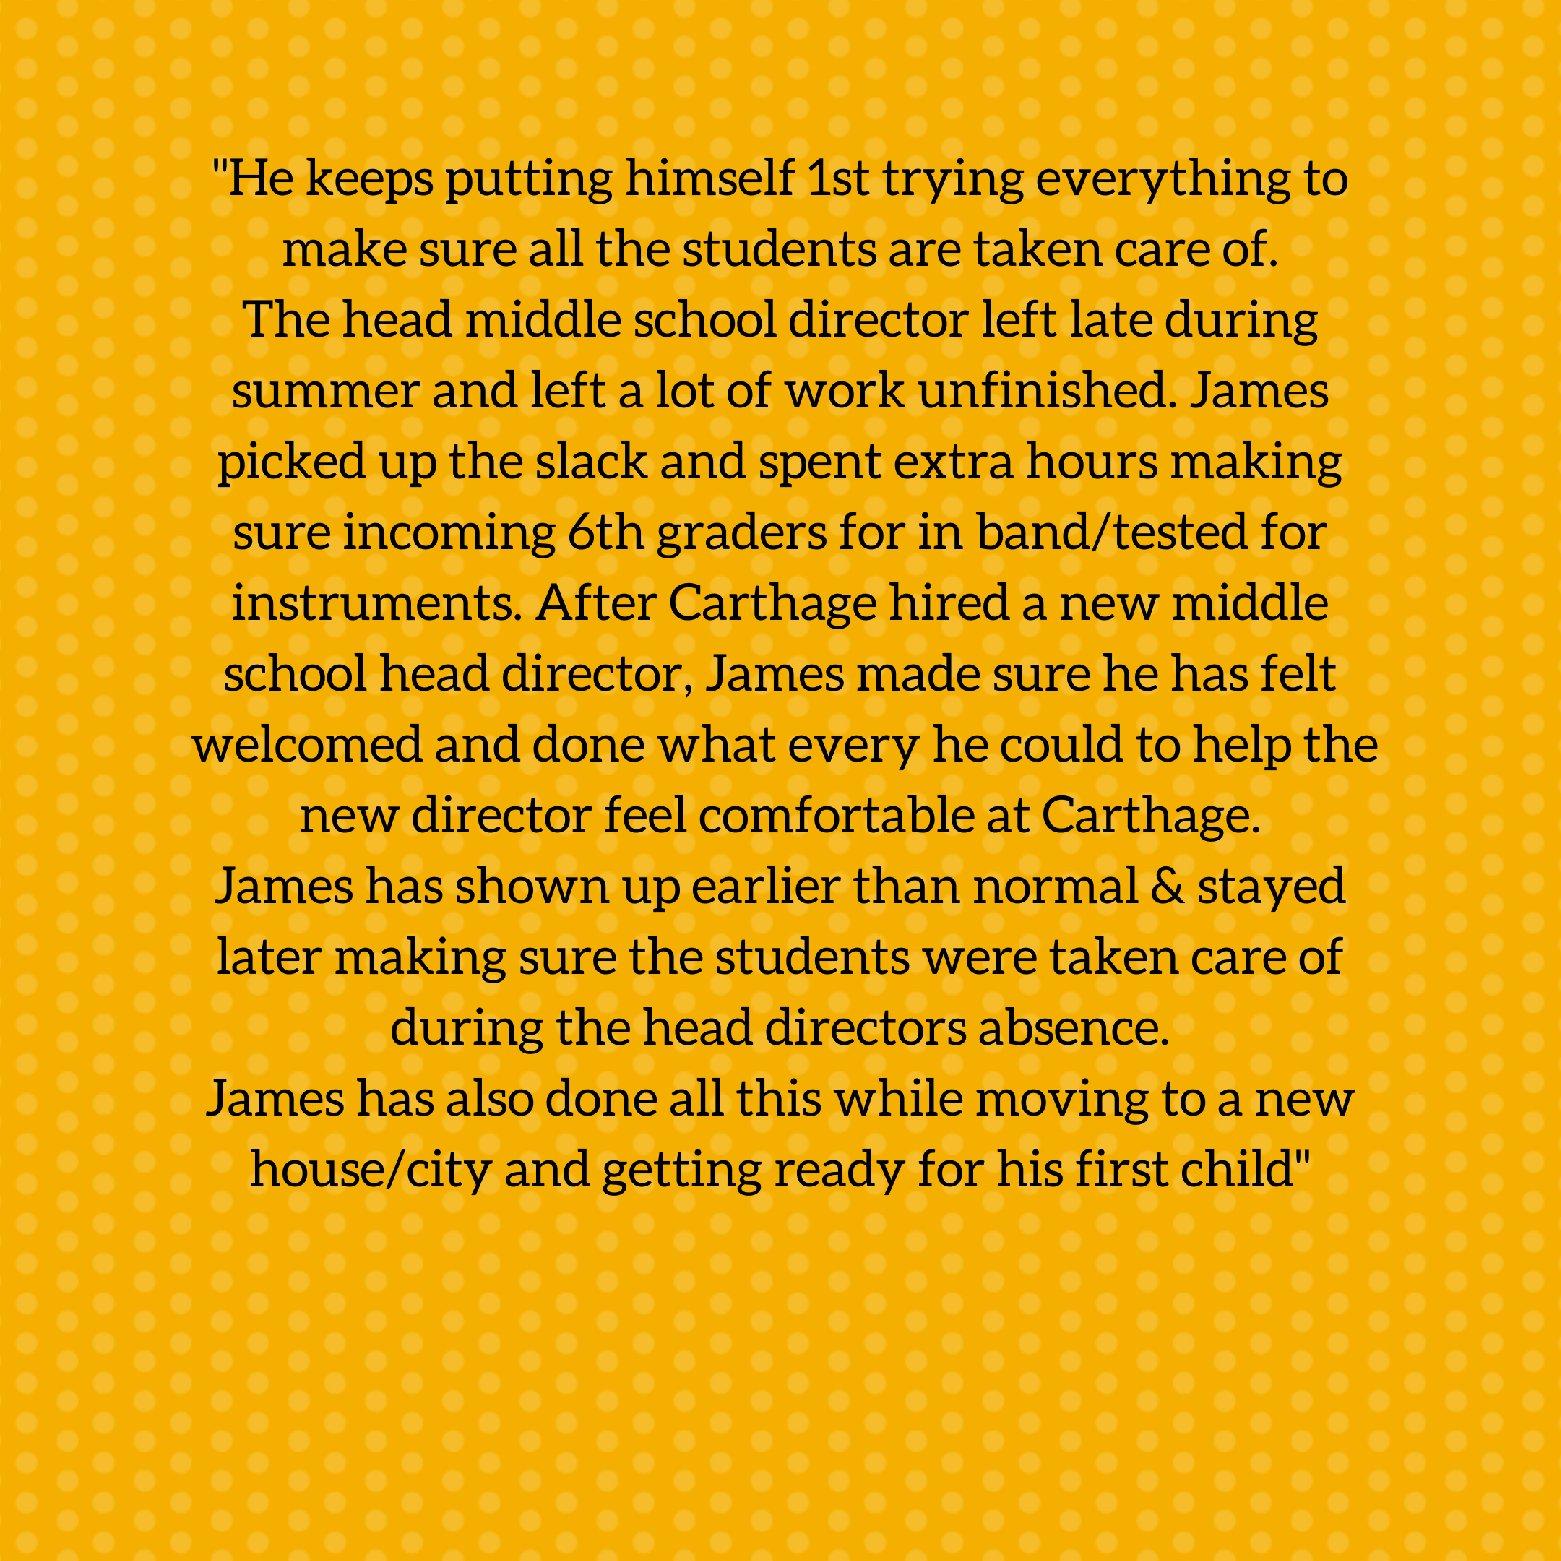 "He keeps putting himself 1st trying everything to
make sure all the students are taken care of.
The head middle school director left late during
summer and left a lot of work unfinished. James
picked up the slack and spent extra hours making
sure incoming 6th graders for in band/tested for
instruments. After Carthage hired a new middle
school head director, James made sure he has felt
welcomed and done what every he could to help the
new director feel comfortable at Carthage.
James has shown up earlier than normal & stayed
later making sure the students were taken care of
during the head directors absence.
James has also done all this while moving to a new
house/city and getting ready for his first child"